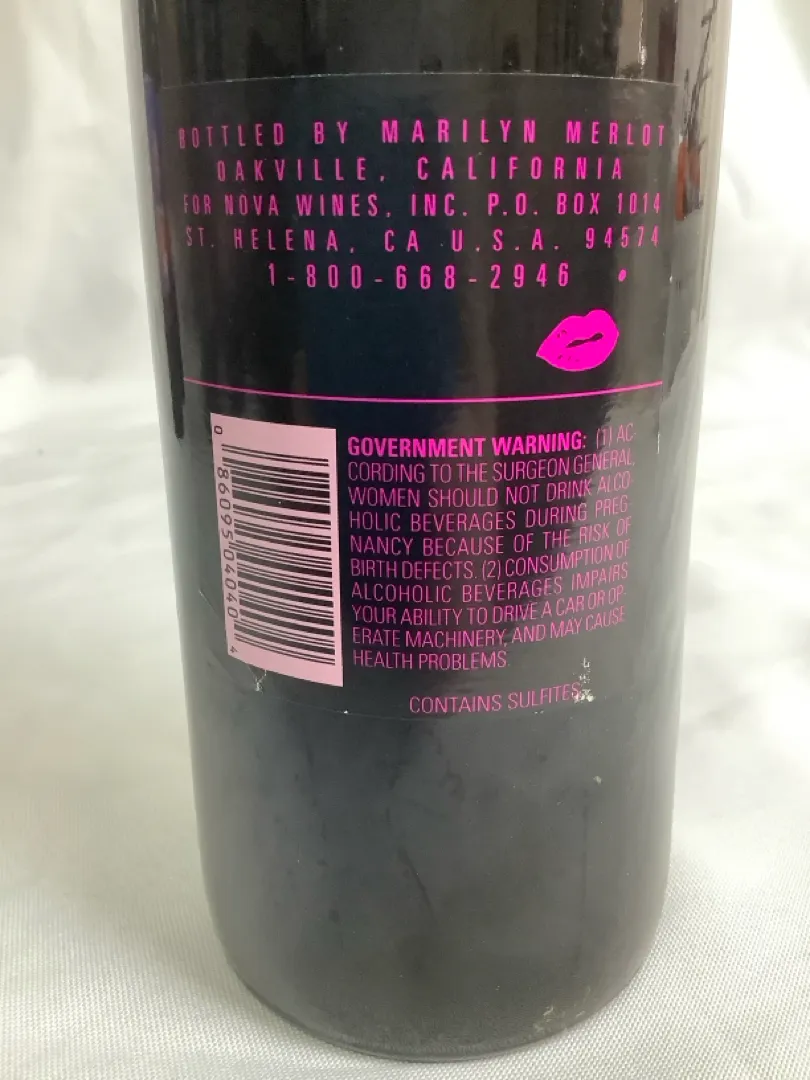 BOTTLED BY MARILYN MERLOT
OAKVILLE, CALIFORNIA
FOR NOVA WINES, INC. P.O. BOX 1014
ST. HELENA, CA U.S.A. 94574
1-800-668-2946 •
GOVERNMENT WARNING: (1) AC-
CORDING TO THE SURGEON GENERAL,
WOMEN SHOULD NOT DRINK ALCO-
HOLIC BEVERAGES DURING PREG-
NANCY BECAUSE OF THE RISK OF
BIRTH DEFECTS. (2) CONSUMPTION OF
ALCOHOLIC BEVERAGES IMPAIRS
YOUR ABILITY TO DRIVE A CAR OR OP-
ERATE MACHINERY, AND MAY CAUSE
HEALTH PROBLEMS.
CONTAINS SULFITES.
0 86095 04040 4